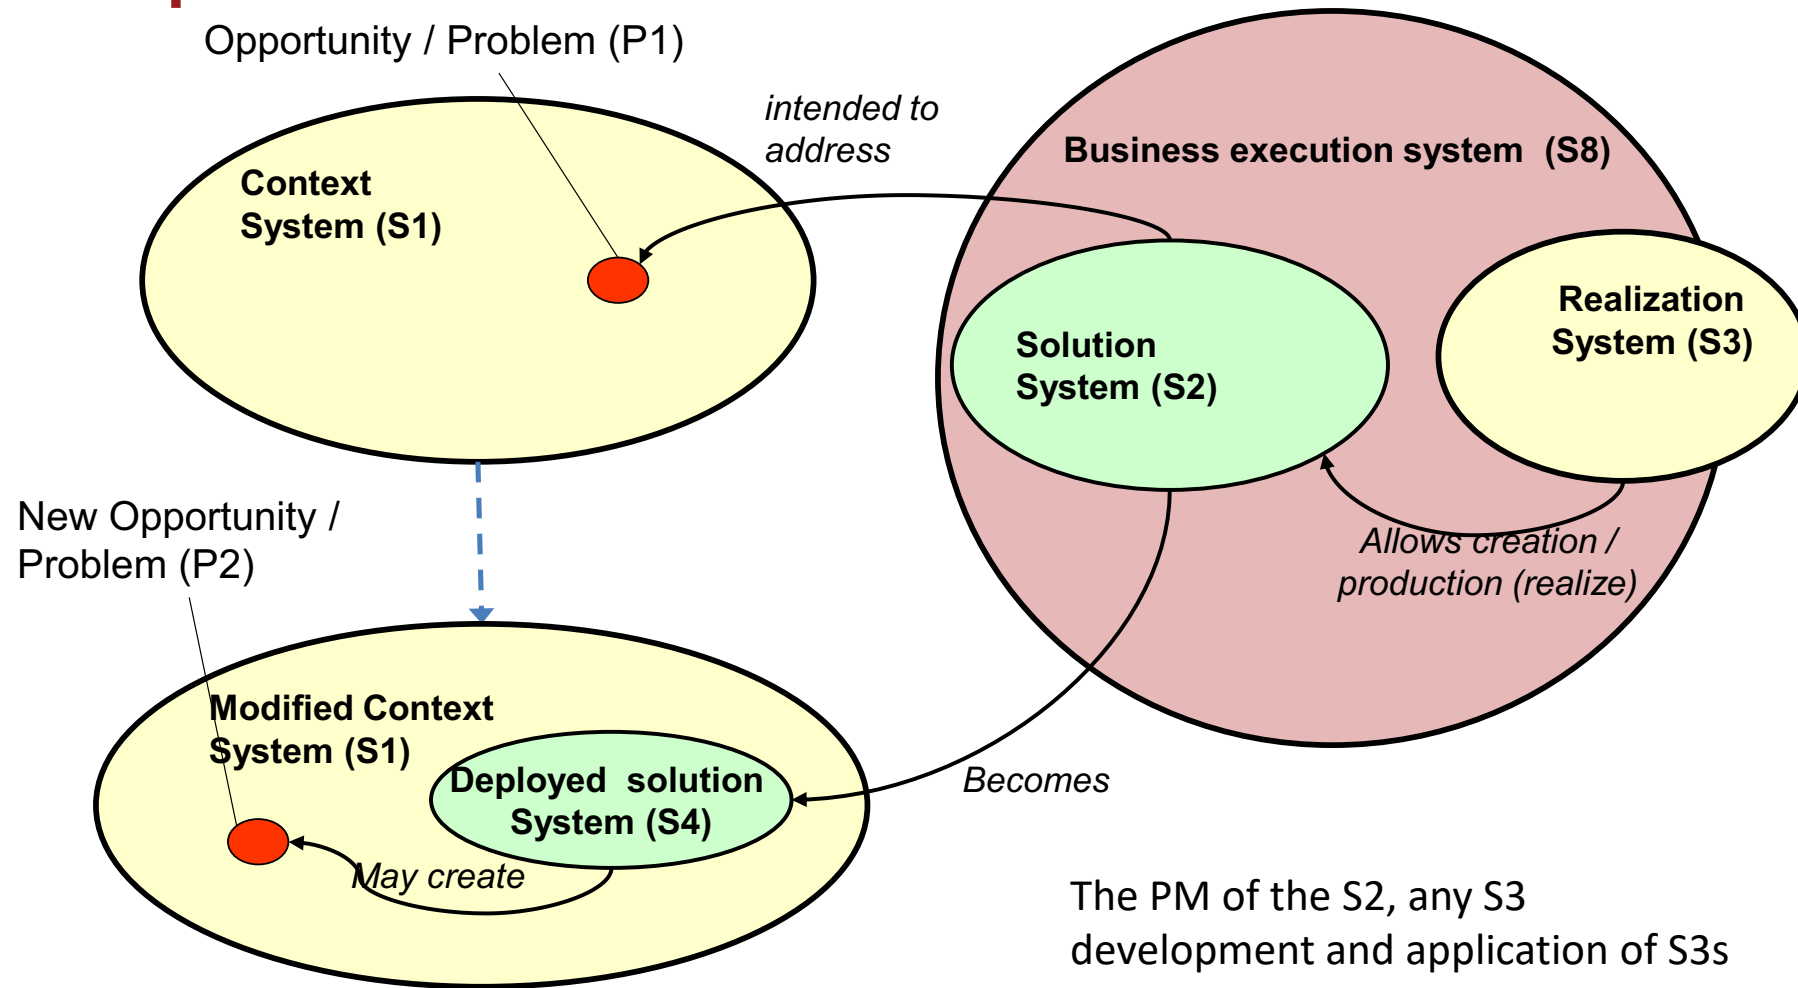 Opportunity / Problem (P1)
intended to
address
Business execution system (S8)
Context
System (S1)
Realization
System (S3)
Solution
System (S2)
New Opportunity /
Problem (P2)
Allows creation /
production (realize)
Modified Context
System (S1)
Deployed solution
System (S4)
Becomes
May create
The PM of the S2, any S3
development and application of S3s